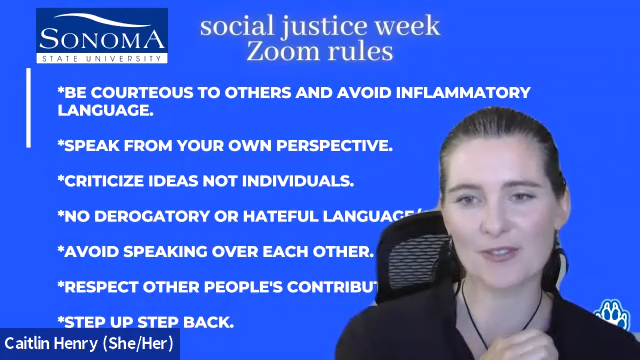 SONOMA
STATE UNIVERSITY
social justice week
Zoom rules
*BE COURTEOUS TO OTHERS AND AVOID INFLAMMATORY
LANGUAGE.
*SPEAK FROM YOUR OWN PERSPECTIVE.
*CRITICIZE IDEAS NOT INDIVIDUALS.
*NO DEROGATORY OR HATEFUL LANGUAGE/
*AVOID SPEAKING OVER EACH OTHER.
*RESPECT OTHER PEOPLE'S
*STEP UP STEP BACK.
Caitlin Henry (She/Her)